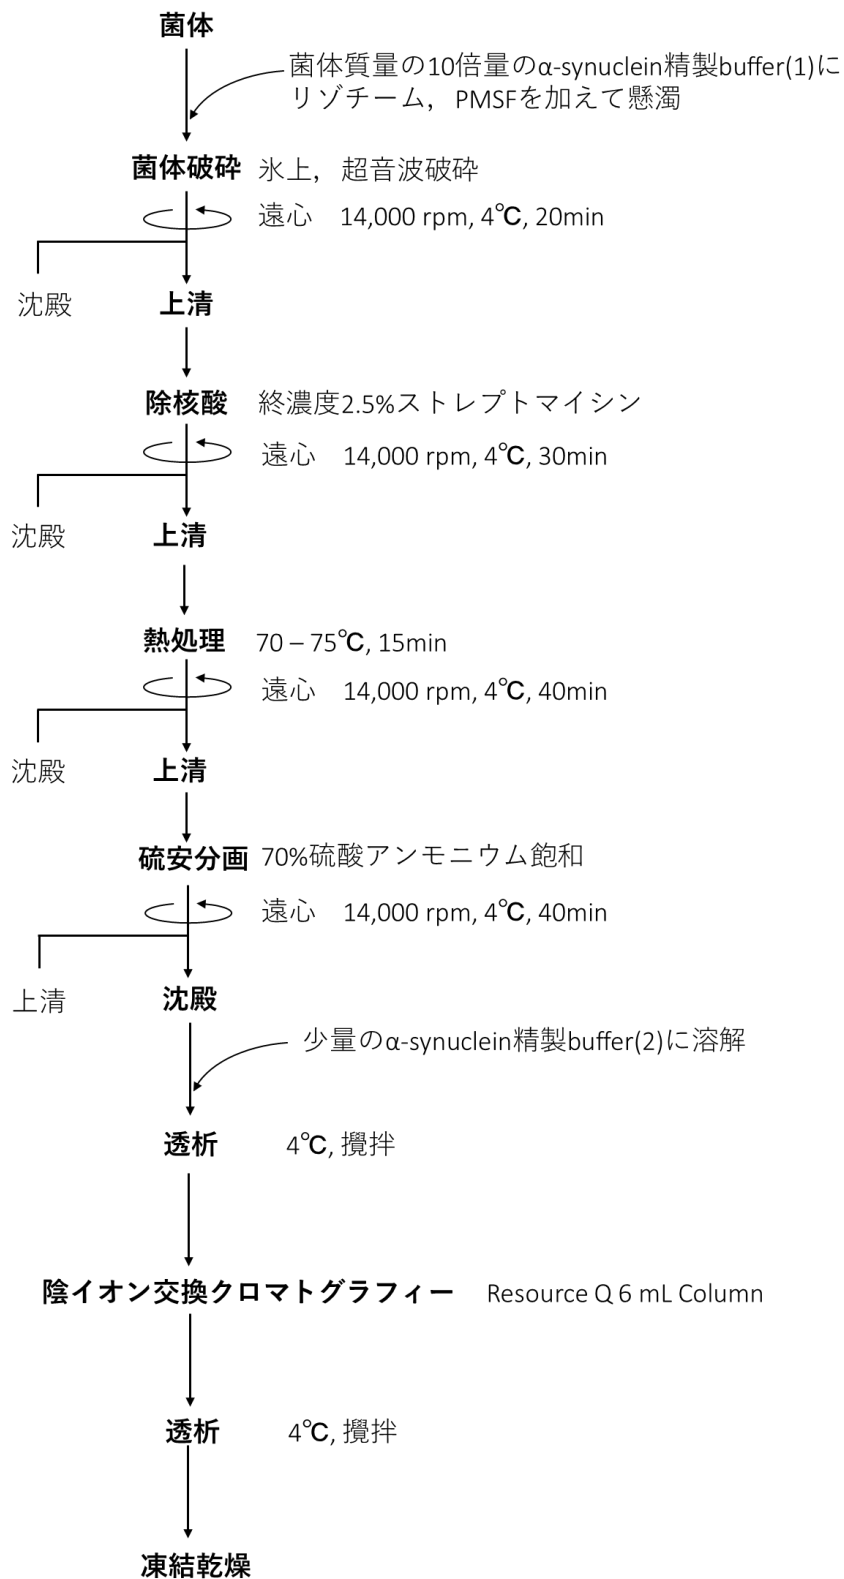 菌体
菌体質量の10倍量のα-synuclein精製buffer(1)に
リゾチーム，PMSFを加えて懸濁
菌体破砕 氷上，超音波破砕
遠心 14,000 rpm, 4℃, 20min
沈殿 上清
除核酸 終濃度2.5%ストレプトマイシン
遠心 14,000 rpm, 4℃, 30min
沈殿 上清
熱処理 70 – 75℃, 15min
遠心 14,000 rpm, 4℃, 40min
沈殿 上清
硫安分画 70%硫酸アンモニウム飽和
遠心 14,000 rpm, 4℃, 40min
上清 沈殿
少量のα-synuclein精製buffer(2)に溶解
透析 4℃, 攪拌
陰イオン交換クロマトグラフィー Resource Q 6 mL Column
透析 4℃, 攪拌
凍結乾燥